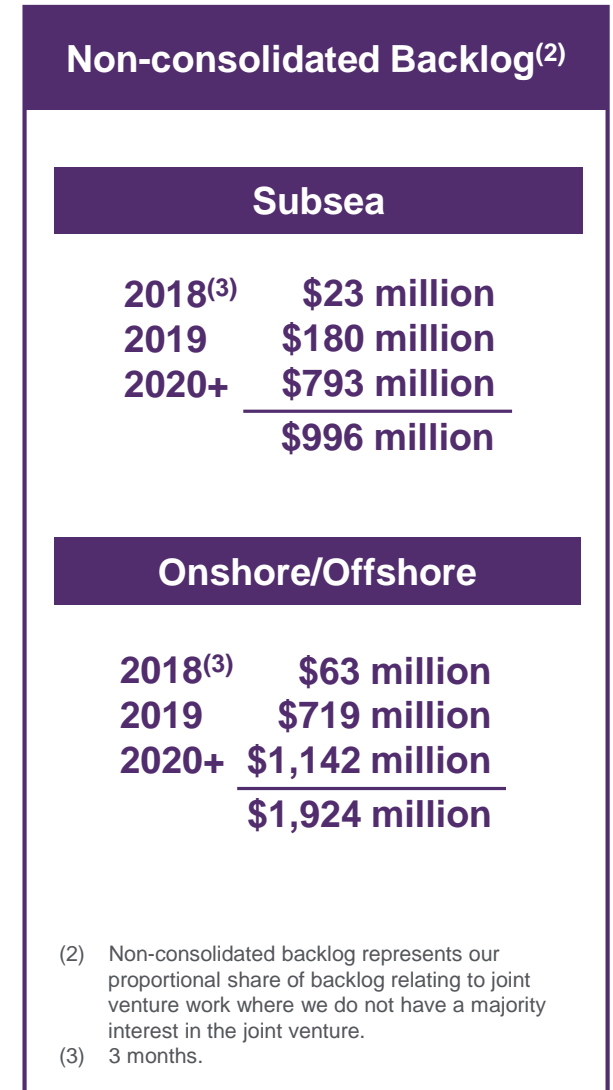 Non-consolidated Backlog(2)
Subsea
2018(3) $23 million
2019 $180 million
2020+ $793 million
$996 million
Onshore/Offshore
2018(3) $63 million
2019 $719 million
2020+ $1,142 million
$1,924 million
(2) Non-consolidated backlog represents our
proportional share of backlog relating to joint
venture work where we do not have a majority
interest in the joint venture.
(3) 3 months.